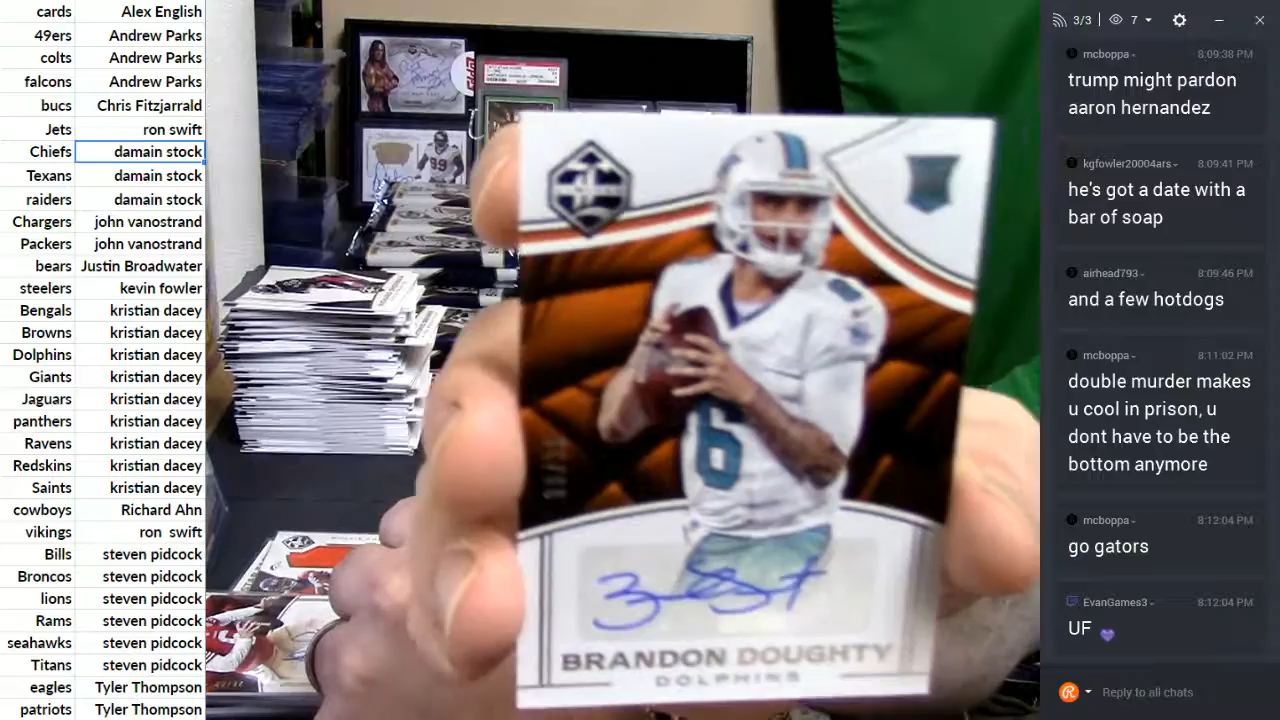 cards Alex English
49ers Andrew Parks
colts Andrew Parks
falcons Andrew Parks
bucs Chris Fitzjarrald
Jets ron swift
Chiefs damain stock
Texans damain stock
raiders damain stock
Chargers john vanostrand
Packers john vanostrand
bears Justin Broadwater
steelers kevin fowler
Bengals kristian dacey
Browns kristian dacey
Dolphins kristian dacey
Giants kristian dacey
Jaguars kristian dacey
panthers kristian dacey
Ravens kristian dacey
Redskins kristian dacey
Saints kristian dacey
cowboys Richard Ahn
vikings ron swift
Bills steven pidcock
Broncos steven pidcock
lions steven pidcock
Rams steven pidcock
seahawks steven pidcock
Titans steven pidcock
eagles Tyler Thompson
patriots Tyler Thompson
6
BRANDON DOUGHTY
DOLPHINS
3/3 7
mcboppa 8:09:38 PM
trump might pardon
aaron hernandez
kgfowler20004ars 8:09:41 PM
he's got a date with a
bar of soap
airhead793 8:09:46 PM
and a few hotdogs
mcboppa 8:11:02 PM
double murder makes
u cool in prison, u
dont have to be the
bottom anymore
mcboppa 8:12:04 PM
go gators
EvanGames3 8:12:04 PM
UF
Reply to all chats